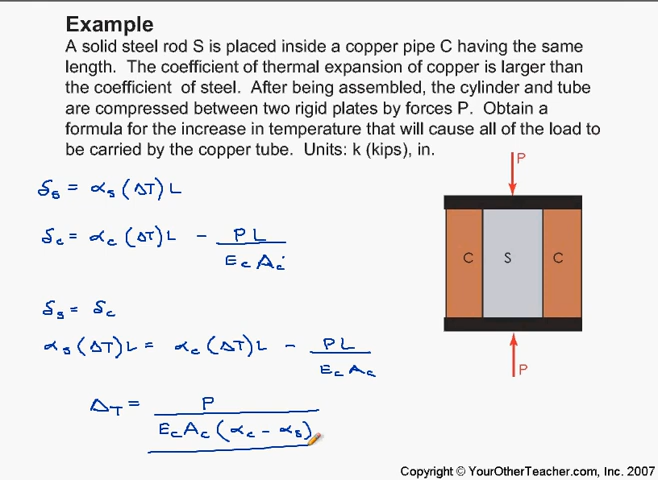 Example
A solid steel rod S is placed inside a copper pipe C having the same
length. The coefficient of thermal expansion of copper is larger than
the coefficient of steel. After being assembled, the cylinder and tube
are compressed between two rigid plates by forces P. Obtain a
formula for the increase in temperature that will cause all of the load to
be carried by the copper tube. Units: k (kips), in.
P
δs = αs (ΔT) L
δc = αc (ΔT) L - PL / EcAc
C S C
δs = δc
αs (ΔT) L = αc (ΔT) L - PL / EcAc
P
ΔT = P / EcAc (αc - αs)
Copyright © YourOtherTeacher.com, Inc. 2007